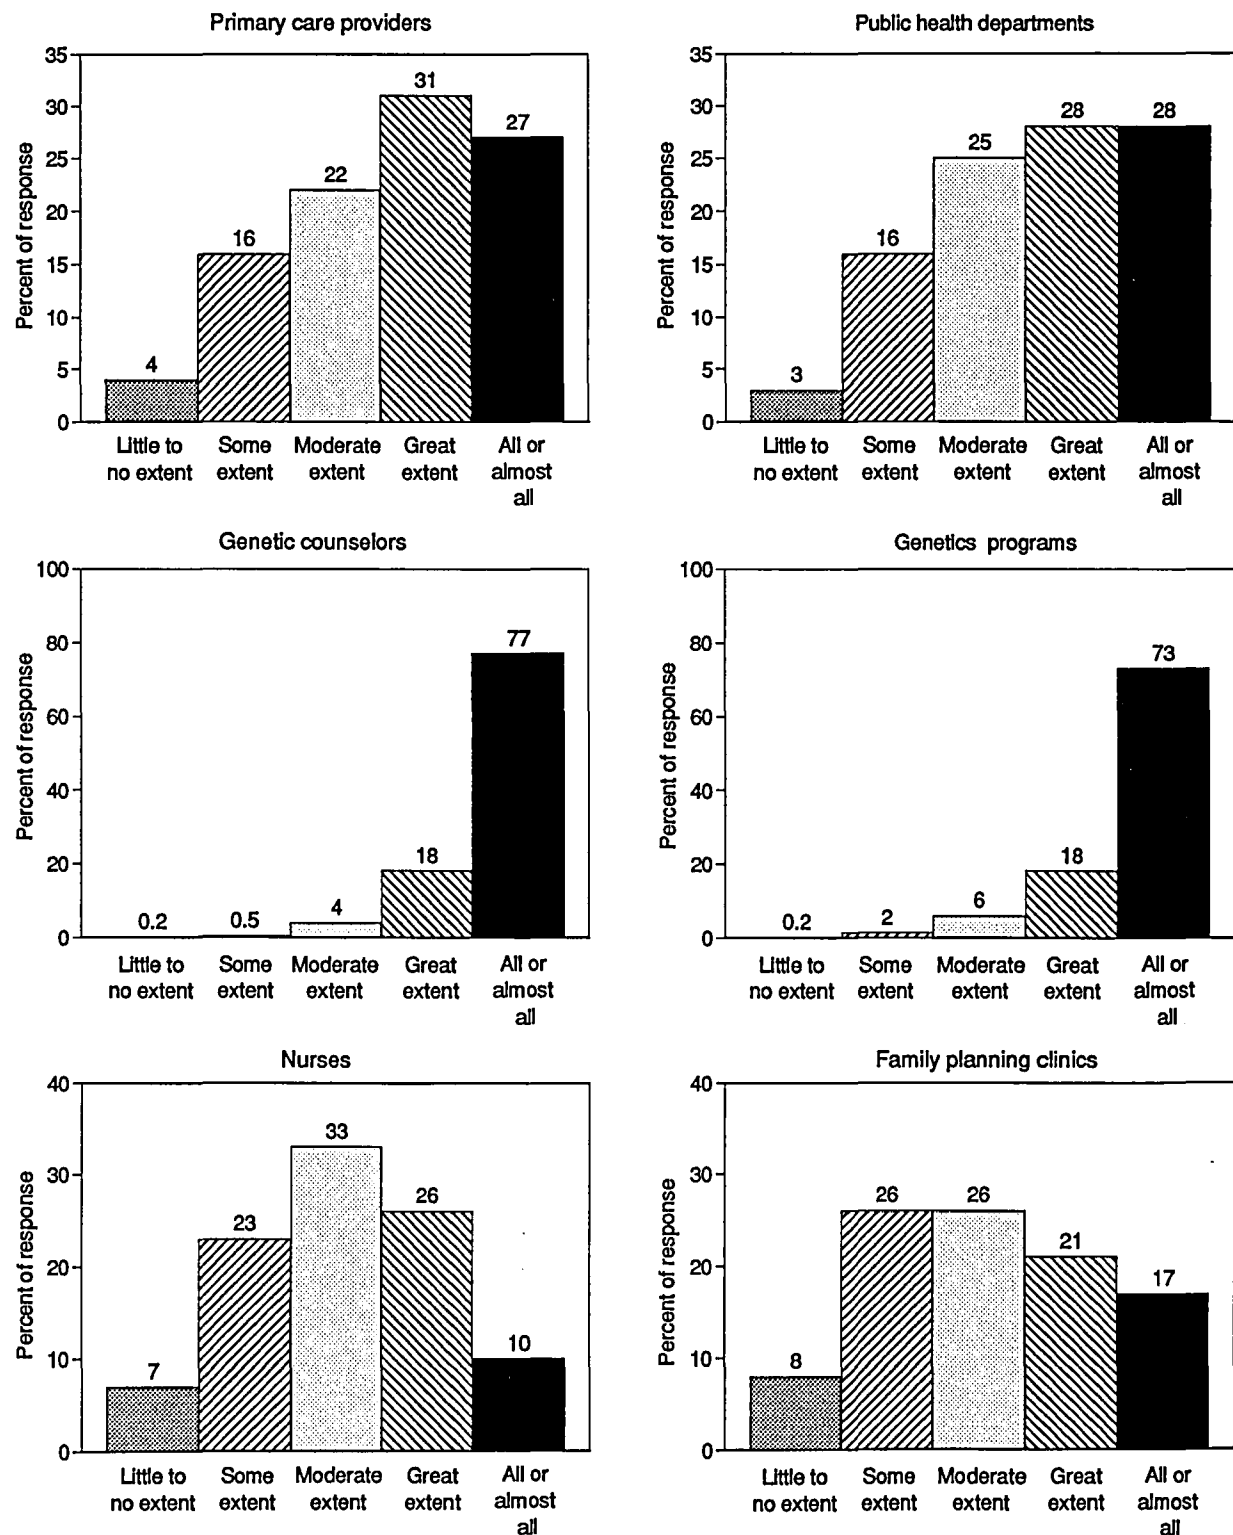 Primary care providers
Percent of response
35
30
25
20
15
10
5
0
4
16
22
31
27
Little to no extent
Some extent
Moderate extent
Great extent
All or almost all
Public health departments
Percent of response
35
30
25
20
15
10
5
0
3
16
25
28
28
Little to no extent
Some extent
Moderate extent
Great extent
All or almost all
Genetic counselors
Percent of response
100
80
60
40
20
0
0.2
0.5
4
18
77
Little to no extent
Some extent
Moderate extent
Great extent
All or almost all
Genetics programs
Percent of response
100
80
60
40
20
0
0.2
2
6
18
73
Little to no extent
Some extent
Moderate extent
Great extent
All or almost all
Nurses
Percent of response
40
30
20
10
0
7
23
33
26
10
Little to no extent
Some extent
Moderate extent
Great extent
All or almost all
Family planning clinics
Percent of response
40
30
20
10
0
8
26
26
21
17
Little to no extent
Some extent
Moderate extent
Great extent
All or almost all